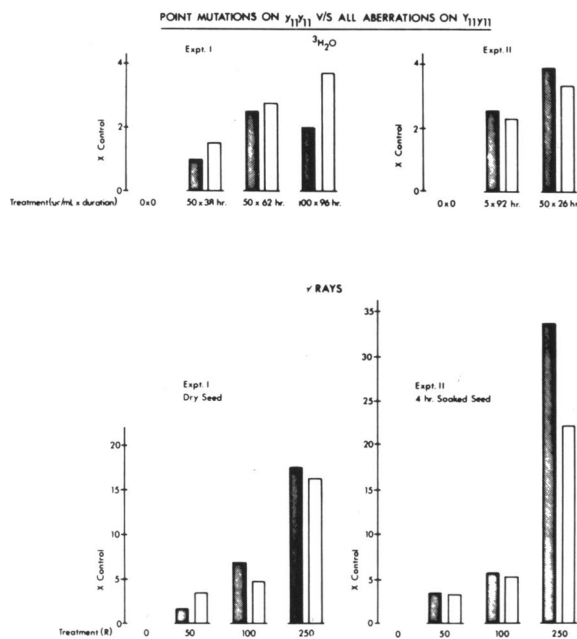 POINT MUTATIONS ON y11y11 V/S ALL ABERRATIONS ON Y11y11
³H₂O
Expt. I
4
2
0
X Control
Treatment(ur/mL x duration) 0x0 50 x 38 hr. 50 x 62 hr. 100 x 96 hr.
Expt. II
4
2
0
X Control
0x0 5 x 92 hr. 50 x 26 hr
γ RAYS
Expt. I
Dry Seed
20
15
10
5
0
X Control
Treatment (R) 0 50 100 250
Expt. II
4 hr. Soaked Seed
35
30
25
20
15
10
5
0
X Control
0 50 100 250